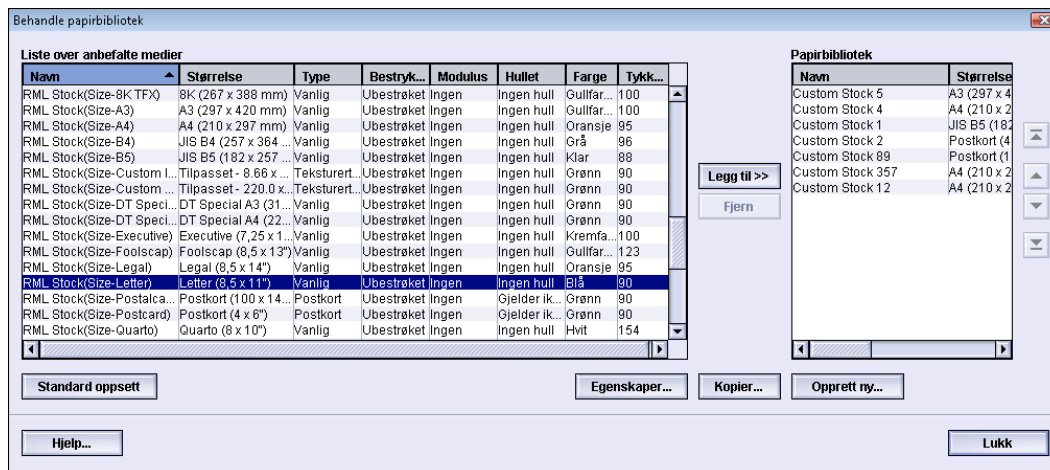 Behandle papirbibliotek
Liste over anbefalte medier
Navn Størrelse Type Bestryk... Modulus Hullet Farge Tykk...
RML Stock(Size-8K TFX) 8K (267 x 388 mm) Vanlig Ubestrøket Ingen Ingen hull Gullfar... 100
RML Stock(Size-A3) A3 (297 x 420 mm) Vanlig Ubestrøket Ingen Ingen hull Gullfar... 100
RML Stock(Size-A4) A4 (210 x 297 mm) Vanlig Ubestrøket Ingen Ingen hull Oransje 95
RML Stock(Size-B4) JIS B4 (257 x 364 ... Vanlig Ubestrøket Ingen Ingen hull Grå 96
RML Stock(Size-B5) JIS B5 (182 x 257 ... Vanlig Ubestrøket Ingen Ingen hull Klar 88
RML Stock(Size-Custom I... Tilpasset - 8.66 x ... Teksturert... Ubestrøket Ingen Ingen hull Grønn 90
RML Stock(Size-Custom ... Tilpasset - 220.0 x... Teksturert... Ubestrøket Ingen Ingen hull Grønn 90
RML Stock(Size-DT Speci... DT Special A3 (31... Vanlig Ubestrøket Ingen Ingen hull Grønn 90
RML Stock(Size-DT Speci... DT Special A4 (22... Vanlig Ubestrøket Ingen Ingen hull Grønn 90
RML Stock(Size-Executive) Executive (7,25 x 1... Vanlig Ubestrøket Ingen Ingen hull Kremfa... 100
RML Stock(Size-Foolscap) Foolscap (8,5 x 13") Vanlig Ubestrøket Ingen Ingen hull Gullfar... 123
RML Stock(Size-Legal) Legal (8,5 x 14") Vanlig Ubestrøket Ingen Ingen hull Oransje 95
RML Stock(Size-Letter) Letter (8,5 x 11") Vanlig Ubestrøket Ingen Ingen hull Blå 90
RML Stock(Size-Postalca... Postkort (100 x 14... Postkort Ubestrøket Ingen Gjelder ik... Grønn 90
RML Stock(Size-Postcard) Postkort (4 x 6") Postkort Ubestrøket Ingen Gjelder ik... Grønn 90
RML Stock(Size-Quarto) Quarto (8 x 10") Vanlig Ubestrøket Ingen Ingen hull Hvit 154
Legg til >>
Fjern
Papirbibliotek
Navn Størrelse
Custom Stock 5 A3 (297 x 4
Custom Stock 4 A4 (210 x 2
Custom Stock 1 JIS B5 (182
Custom Stock 2 Postkort (4
Custom Stock 89 Postkort (1
Custom Stock 357 A4 (210 x 2
Custom Stock 12 A4 (210 x 2
Standard oppsett Egenskaper... Kopier... Opprett ny...
Hjelp... Lukk